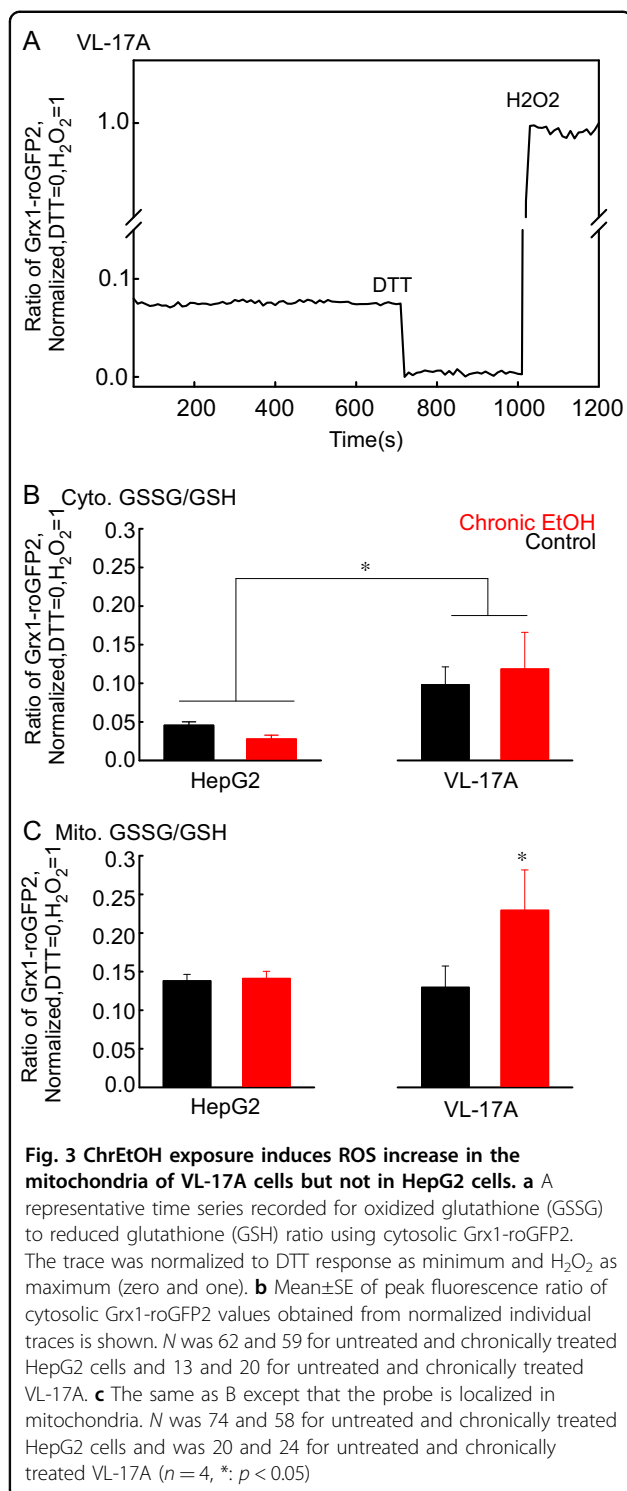 A VL-17A
Ratio of Grx1-roGFP2,
Normalized,DTT=0,H₂O₂=1
1.0
0.1
0.0
DTT
H2O2
200 400 600 800 1000 1200
Time(s)
B Cyto. GSSG/GSH
Ratio of Grx1-roGFP2,
Normalized,DTT=0,H₂O₂=1
0.3
0.25
0.20
0.15
0.10
0.05
0.0
Chronic EtOH
Control
*
HepG2 VL-17A
C Mito. GSSG/GSH
Ratio of Grx1-roGFP2,
Normalized,DTT=0,H₂O₂=1
0.3
0.25
0.20
0.15
0.10
0.05
0.0
*
HepG2 VL-17A
Fig. 3 ChrEtOH exposure induces ROS increase in the
mitochondria of VL-17A cells but not in HepG2 cells. a A
representative time series recorded for oxidized glutathione (GSSG)
to reduced glutathione (GSH) ratio using cytosolic Grx1-roGFP2.
The trace was normalized to DTT response as minimum and H₂O₂ as
maximum (zero and one). b Mean±SE of peak fluorescence ratio of
cytosolic Grx1-roGFP2 values obtained from normalized individual
traces is shown. N was 62 and 59 for untreated and chronically treated
HepG2 cells and 13 and 20 for untreated and chronically treated
VL-17A. c The same as B except that the probe is localized in
mitochondria. N was 74 and 58 for untreated and chronically treated
HepG2 cells and was 20 and 24 for untreated and chronically
treated VL-17A (n = 4, *: p < 0.05)